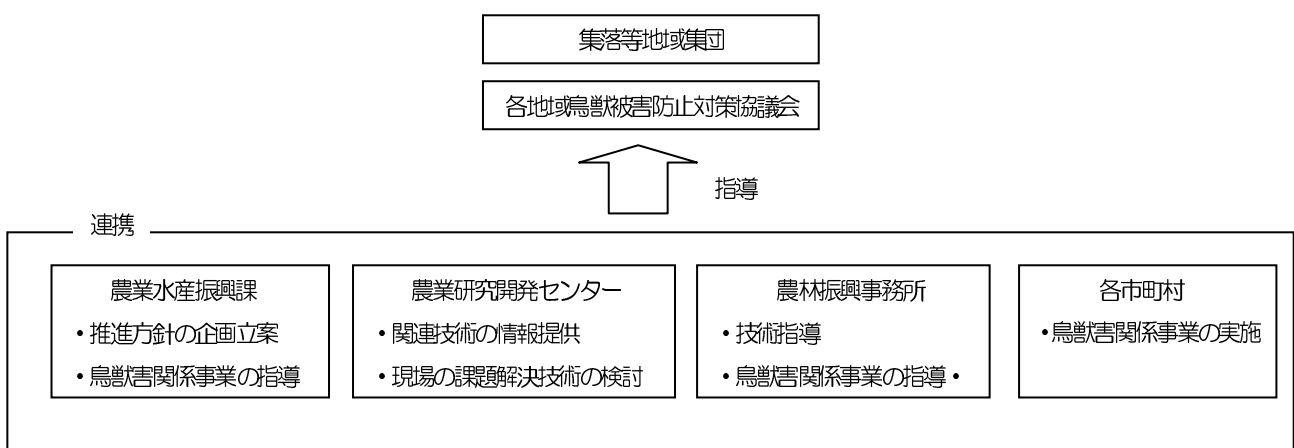 集落等地域集団
各地域鳥獣被害防止対策協議会
指導
連携
農業水産振興課
・推進方針の企画立案
・鳥獣害関係事業の指導
農業研究開発センター
・関連技術の情報提供
・現場の課題解決技術の検討
農林振興事務所
・技術指導
・鳥獣害関係事業の指導・
各市町村
・鳥獣害関係事業の実施